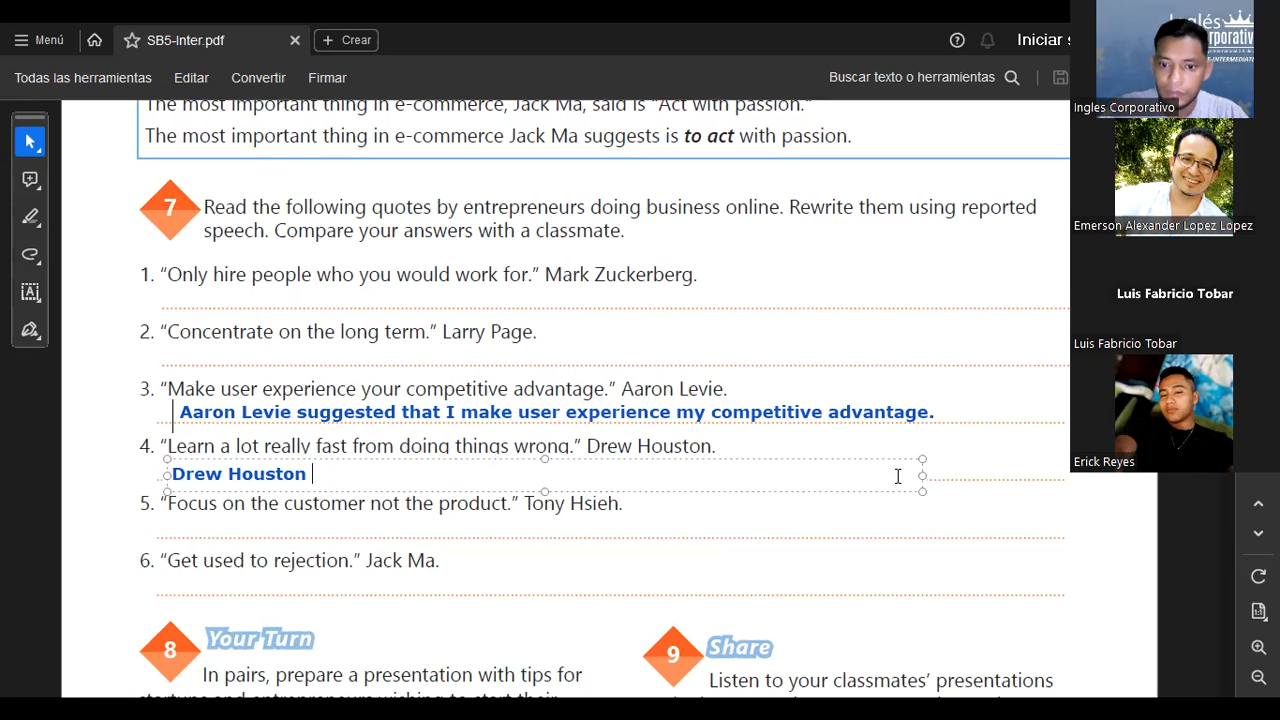 Menú
SB5-Inter.pdf
Crear
Iniciar s
Todas las herramientas
Editar
Convertir
Firmar
Buscar texto o herramientas
The most important thing in e-commerce, Jack Ma, said is "Act with passion."
The most important thing in e-commerce Jack Ma suggests is to act with passion.
7
Read the following quotes by entrepreneurs doing business online. Rewrite them using reported
speech. Compare your answers with a classmate.
1. “Only hire people who you would work for.” Mark Zuckerberg.
2. “Concentrate on the long term.” Larry Page.
3. “Make user experience your competitive advantage.” Aaron Levie.
Aaron Levie suggested that I make user experience my competitive advantage.
4. “Learn a lot really fast from doing things wrong.” Drew Houston.
Drew Houston
5. “Focus on the customer not the product.” Tony Hsieh.
6. “Get used to rejection.” Jack Ma.
8
Your Turn
In pairs, prepare a presentation with tips for
startups and entrepreneurs wishing to start their
9
Share
Listen to your classmates’ presentations
Inglés
Ingles Corporativo
Emerson Alexander Lopez Lopez
Luis Fabricio Tobar
Luis Fabricio Tobar
Erick Reyes